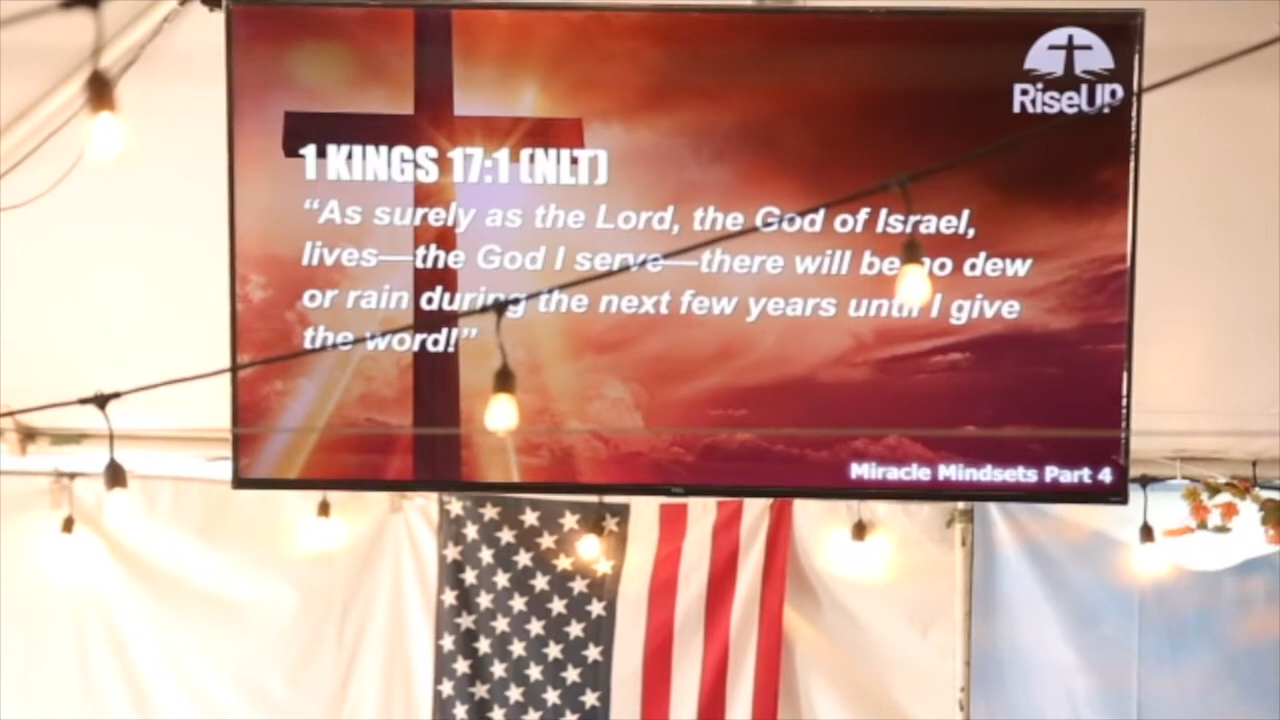 RiseUP
1 KINGS 17:1 (NLT)
“As surely as the Lord, the God of Israel,
lives—the God I serve—there will be no dew
or rain during the next few years until I give
the word!”
Miracle Mindsets Part 4